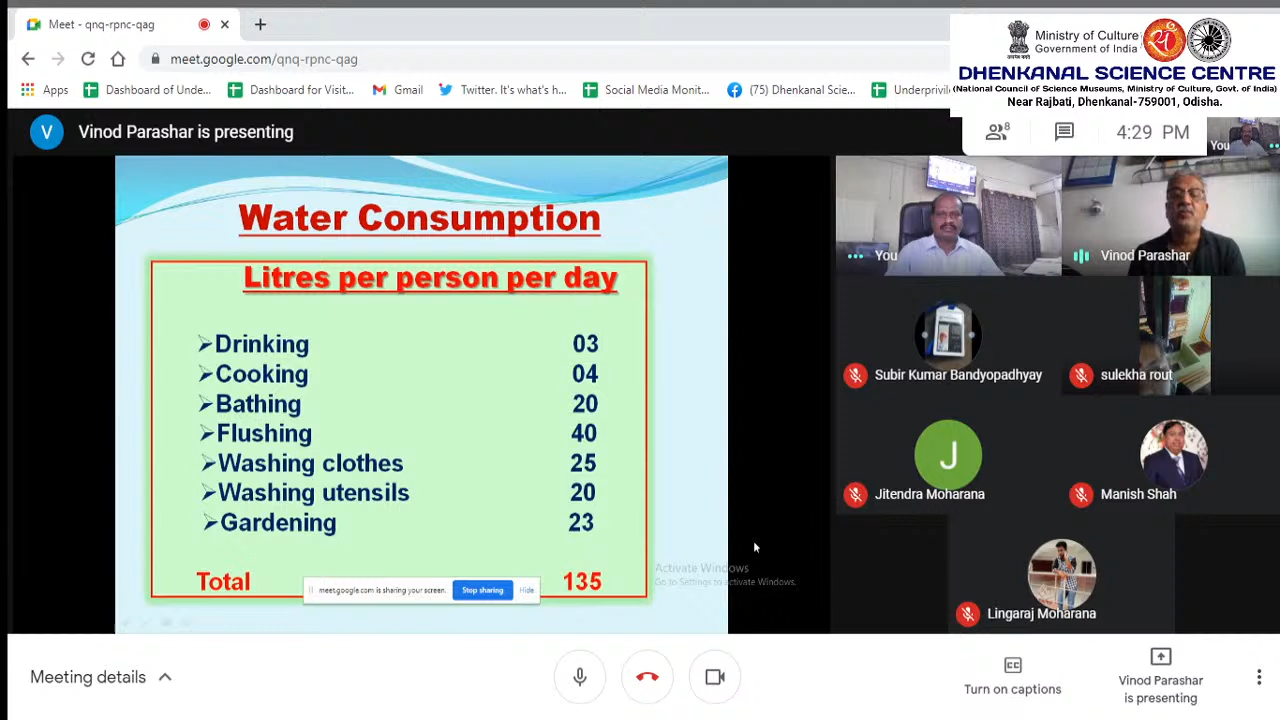 Meet - qnq-rpnc-qag
meet.google.com/qnq-rpnc-qag
Apps
Dashboard of Unde...
Dashboard for Visit...
Gmail
Twitter. It's what's h...
Social Media Monit...
(75) Dhenkanal Scie...
Underprivile
Ministry of Culture
Government of India
DHENKANAL SCIENCE CENTRE
(National Council of Science Museums, Ministry of Culture, Govt. of India)
Near Rajbati, Dhenkanal-759001, Odisha.
V
Vinod Parashar is presenting
8
4:29 PM
You
Water Consumption
Litres per person per day
Drinking 03
Cooking 04
Bathing 20
Flushing 40
Washing clothes 25
Washing utensils 20
Gardening 23
Total 135
meet.google.com is sharing your screen.
Stop sharing
Hide
Activate Windows
Go to Settings to activate Windows.
You
Vinod Parashar
Subir Kumar Bandyopadhyay
sulekha rout
J
Jitendra Moharana
Manish Shah
Lingaraj Moharana
Meeting details
CC
Turn on captions
Vinod Parashar
is presenting